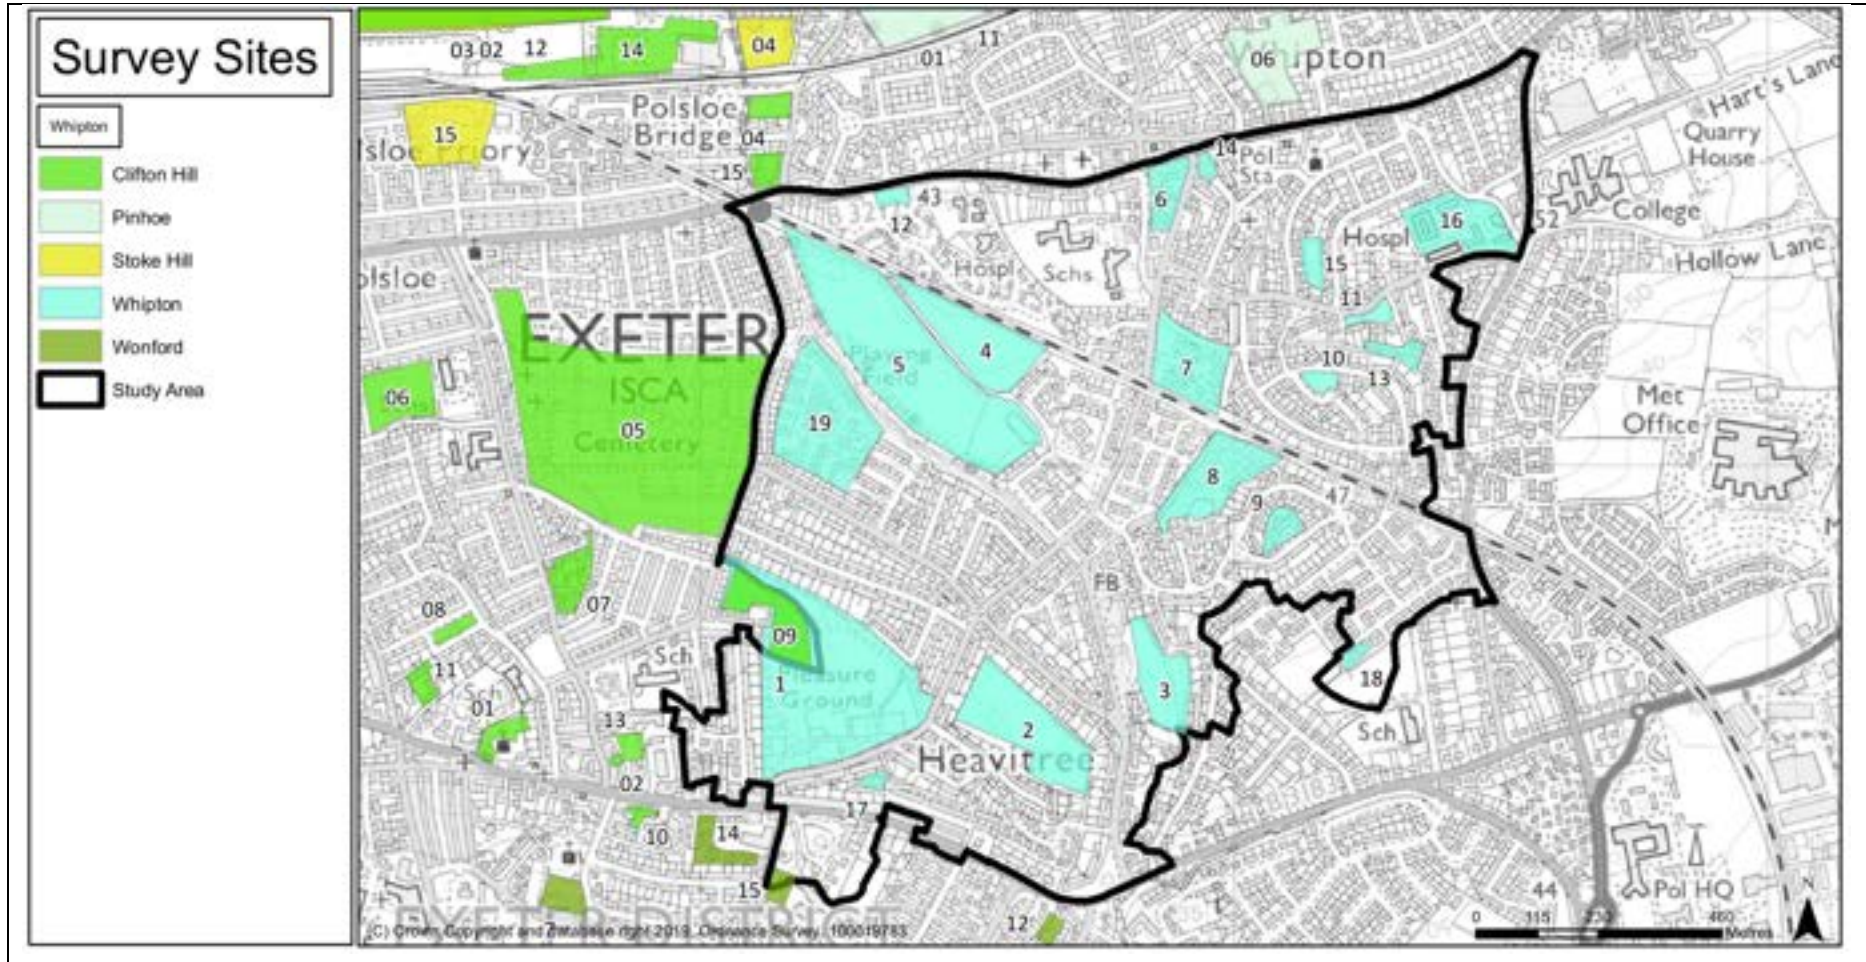 Survey Sites
Whipton
Clifton Hill
Pinhoe
Stoke Hill
Whipton
Wonford
Study Area
03 02 12 14 04 01 11 06 Whipton
Hart's Lane
Polsloe
Bridge 04
15
Quarry
House
15
14 Pol
Sta
43
12
6
16
College
52
Hospl
Hollow Lane
Hospl
Schs
15
11
EXETER
ISCA
Cemetery
05
06
Playing
Field
5
4
7
10
13
Met
Office
19
8
9
47
FB
07
08
11
Sch
01
Sch
09
1
Pleasure
Ground
13
02
2
Heavitree
3
18
Sch
17
10
14
15
12
44
Pol HQ
EXETER DISTRICT
(C) Crown Copyright and database right 2019. Ordnance Survey. 100019783
0 115 230 460
Metres
N